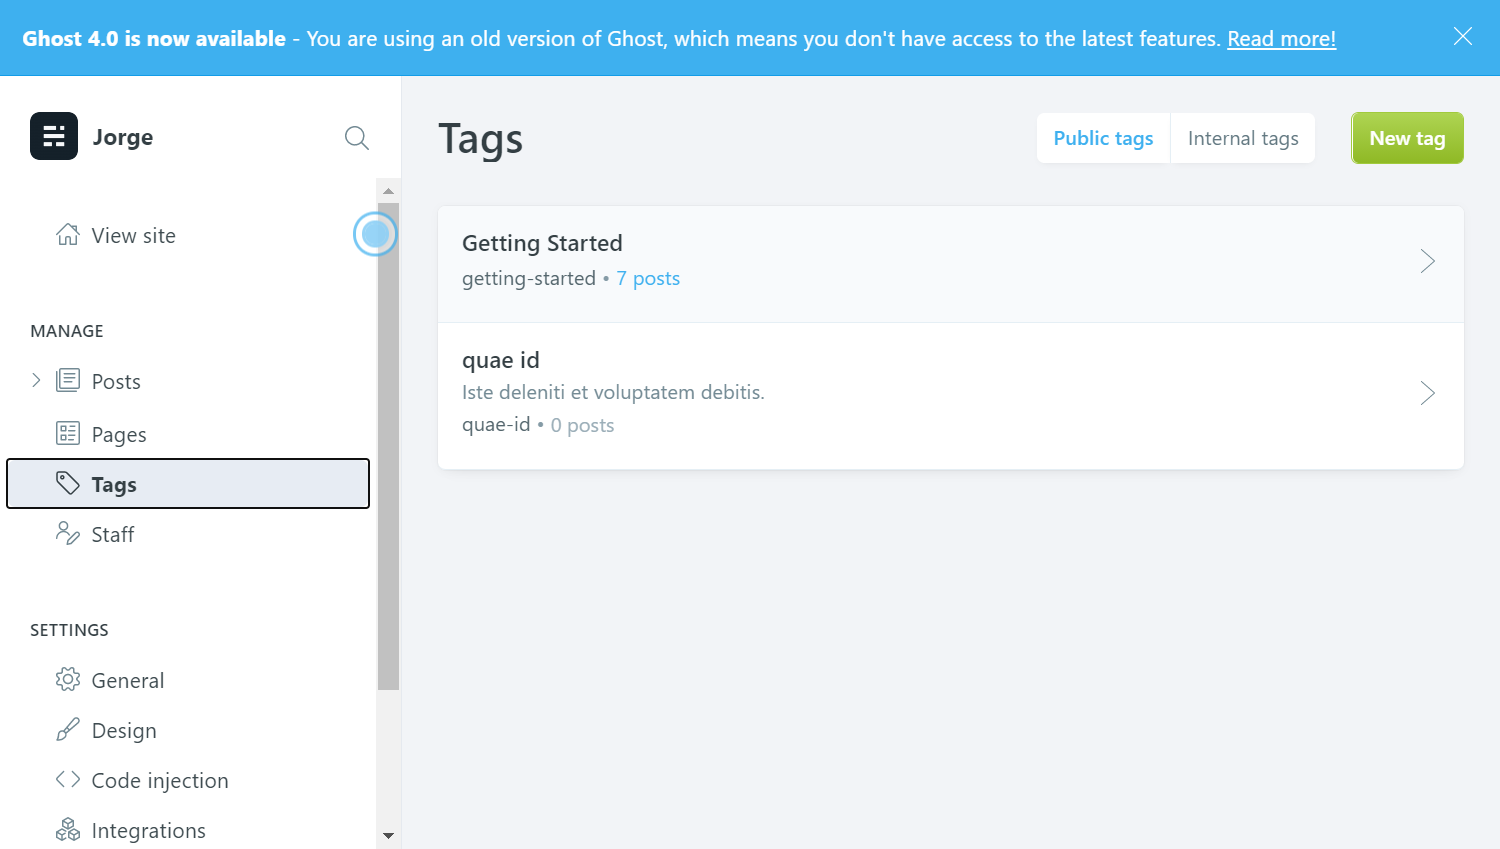 Ghost 4.0 is now available - You are using an old version of Ghost, which means you don't have access to the latest features. Read more!
Jorge
View site
MANAGE
Posts
Pages
Tags
Staff
SETTINGS
General
Design
Code injection
Integrations
Tags
Public tags
Internal tags
New tag
Getting Started
getting-started • 7 posts
quae id
Iste deleniti et voluptatem debitis.
quae-id • 0 posts